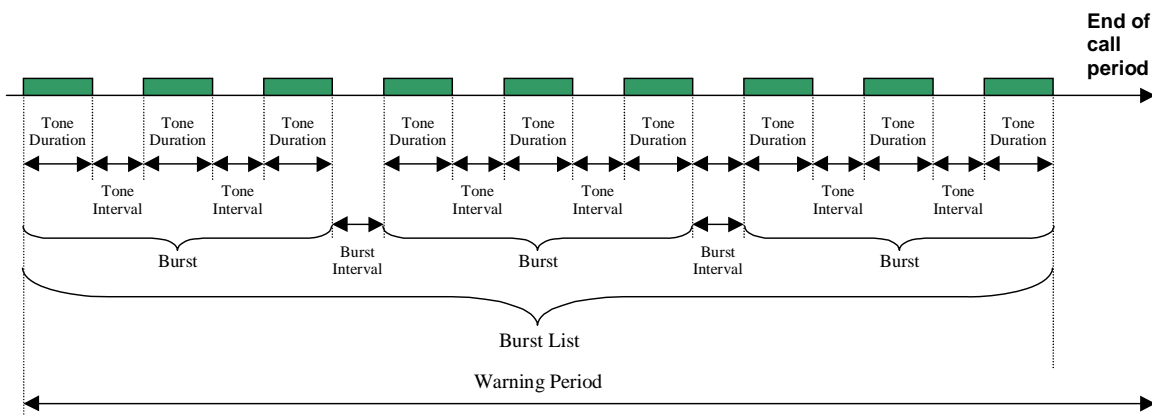 End of
call
period
Tone
Duration
Tone
Duration
Tone
Duration
Tone
Duration
Tone
Duration
Tone
Duration
Tone
Duration
Tone
Duration
Tone
Duration
Tone
Interval
Tone
Interval
Tone
Interval
Tone
Interval
Tone
Interval
Tone
Interval
Burst
Burst
Interval
Burst
Burst
Interval
Burst
Burst List
Warning Period